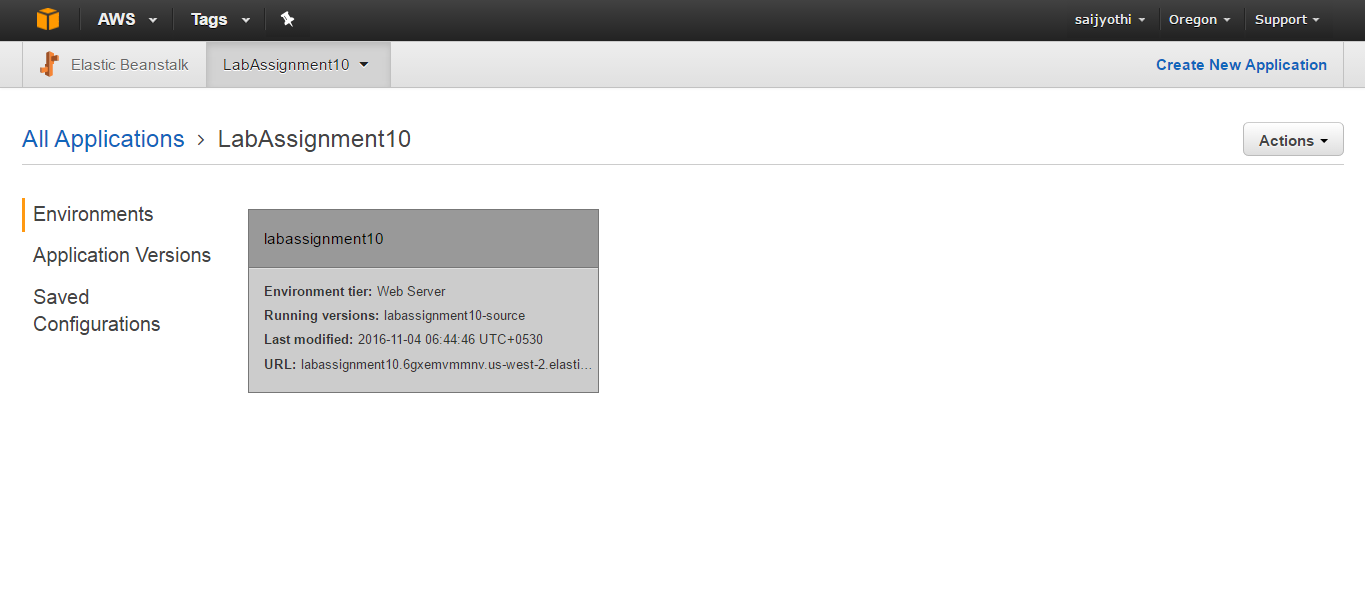 AWS Tags saijyothi Oregon Support
Elastic Beanstalk LabAssignment10 Create New Application
All Applications › LabAssignment10 Actions
Environments
Application Versions
Saved
Configurations
labassignment10
Environment tier: Web Server
Running versions: labassignment10-source
Last modified: 2016-11-04 06:44:46 UTC+0530
URL: labassignment10.6gxemvmmnv.us-west-2.elasti...